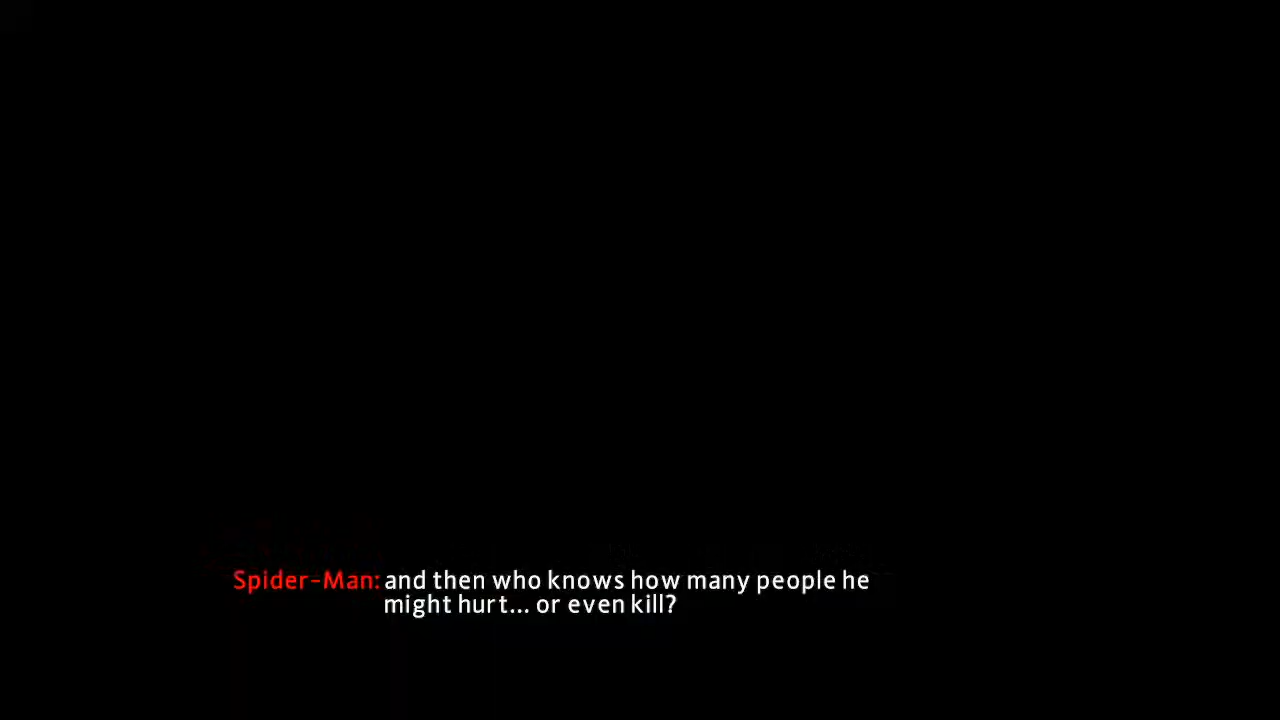 Spider-Man: and then who knows how many people he
might hurt... or even kill?